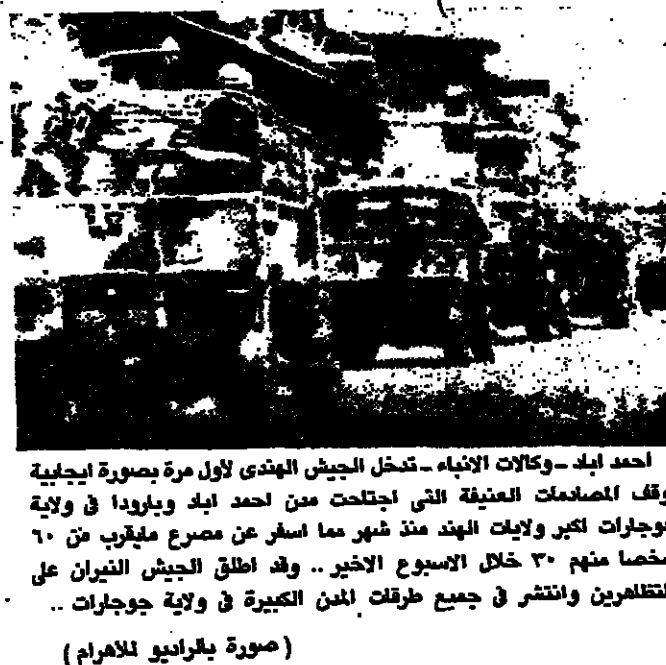 احمد اباد ـ وكالات الانباء ـ تدخل الجيش الهندى لأول مرة بصورة ايجابية
وقف المصادمات العنيفة التى اجتاحت مدن احمد اباد وبارودا فى ولاية
جوجارات اكبر ولايات الهند منذ شهر مما اسفر عن مصرع مايقرب من ٦٠
شخصا منهم ٣٠ خلال الاسبوع الاخير .. وقد اطلق الجيش النيران على
المتظاهرين وانتشر فى جميع طرقات المدن الكبيرة فى ولاية جوجارات ..
( صورة بالراديو للاهرام )